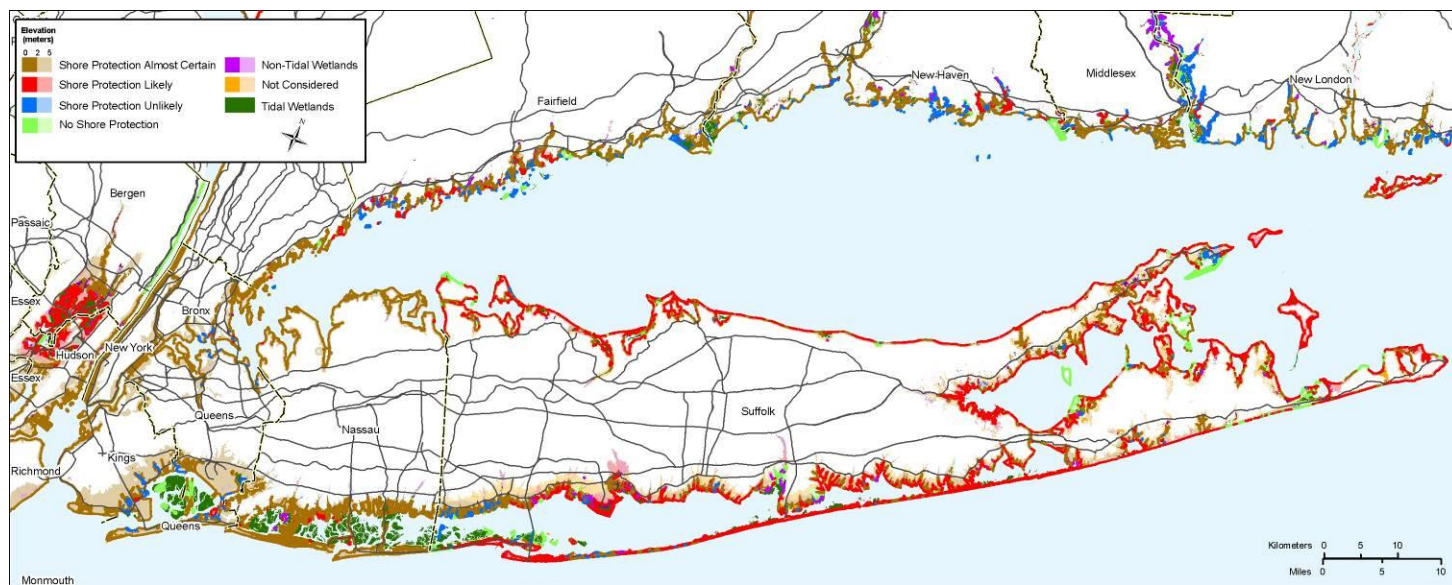 Elevation
(meters)
0 2 5
Shore Protection Almost Certain
Shore Protection Likely
Shore Protection Unlikely
No Shore Protection
Non-Tidal Wetlands
Not Considered
Tidal Wetlands
N
New Haven
Middlesex
New London
Fairfield
Bergen
Passaic
Essex
Bronx
Hudson
New York
Essex
Queens
Nassau
Suffolk
Kings
Richmond
Queens
Monmouth
Kilometers 0 5 10
Miles 0 5 10